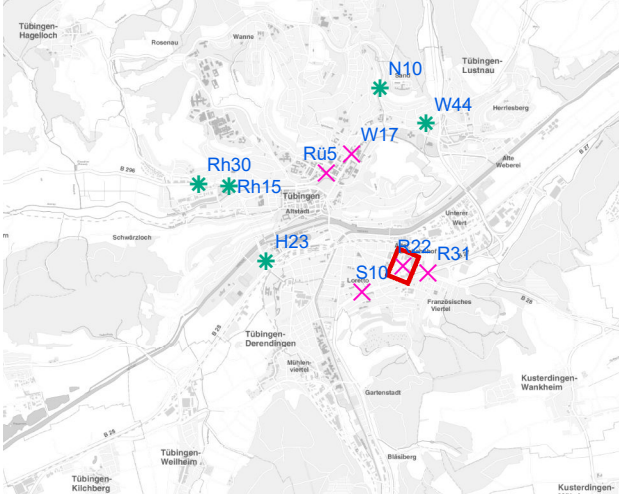 Tübingen-
Hagelloch
Rosenau
Wanne
Tübingen-
Lustnau
N10
Sand
W44
Herrlesberg
W17
Rü5
Alte
Weberei
B 27
B 296
Rh30
Rh15
Tübingen
Altstadt
Unterer
Wert
Schwärzloch
H23
R22
R31
S10
Loretto
Französisches
Viertel
B 28
B 28
Tübingen-
Derendingen
Mühlen-
viertel
Gartenstadt
Kusterdingen-
Wankheim
B 28
Bläsiberg
Tübingen-
Weilheim
Tübingen-
Kilchberg
Kusterdingen-